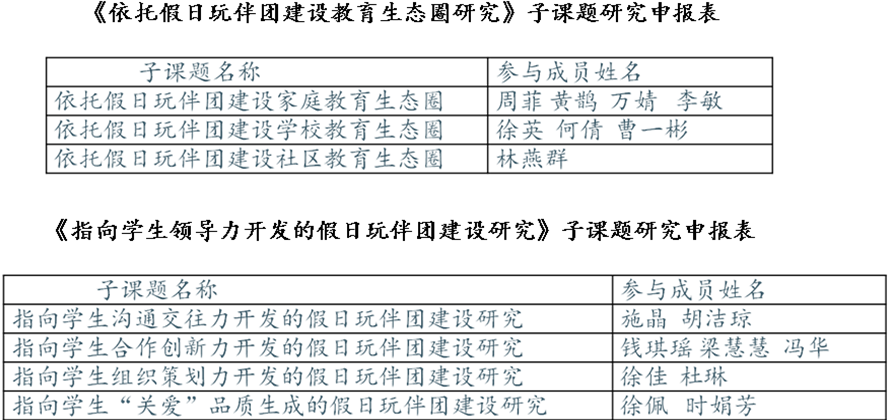 《依托假日玩伴团建设教育生态圈研究》子课题研究申报表
子课题名称 参与成员姓名
依托假日玩伴团建设家庭教育生态圈 周菲 黄鹊 万婧 李敏
依托假日玩伴团建设学校教育生态圈 徐英 何倩 曹一彬
依托假日玩伴团建设社区教育生态圈 林燕群
《指向学生领导力开发的假日玩伴团建设研究》子课题研究申报表
子课题名称 参与成员姓名
指向学生沟通交往力开发的假日玩伴团建设研究 施晶 胡洁琼
指向学生合作创新力开发的假日玩伴团建设研究 钱琪瑶 梁慧慧 冯华
指向学生组织策划力开发的假日玩伴团建设研究 徐佳 杜琳
指向学生“关爱”品质生成的假日玩伴团建设研究 徐佩 时娟芳